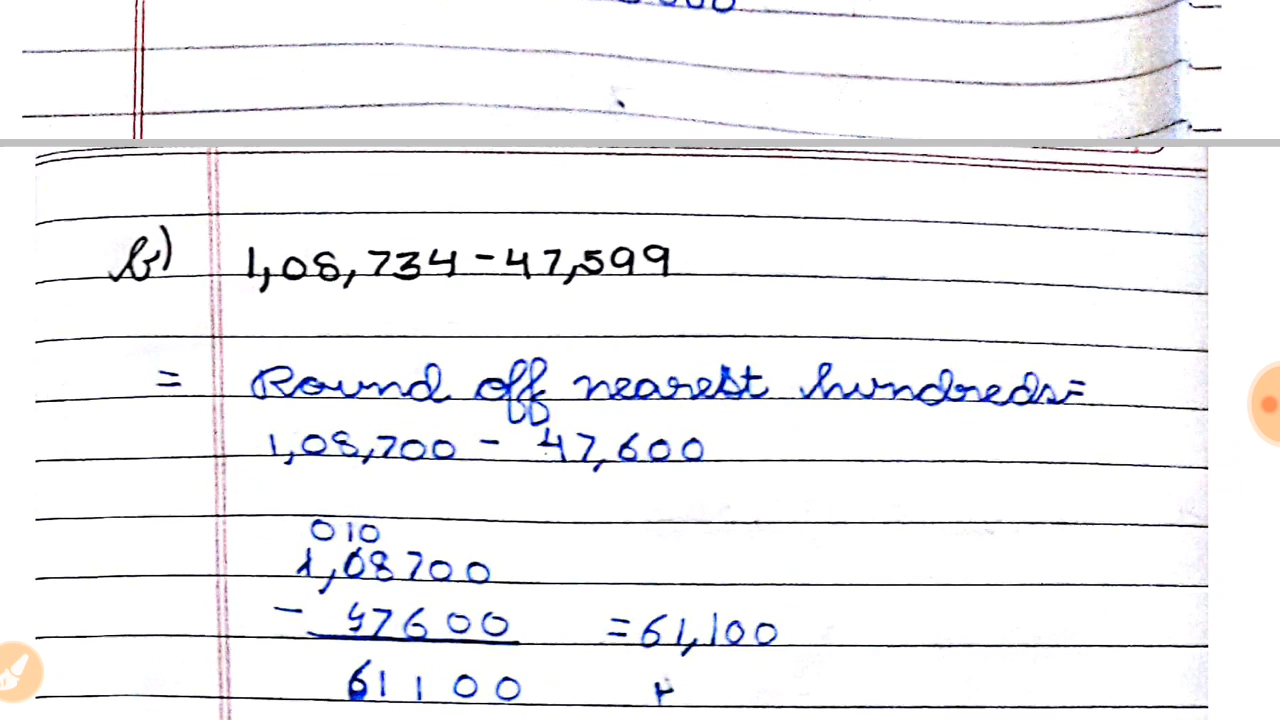 b) 1,08,734 - 47,599
= Round off nearest hundreds=
1,08,700 - 47,600
0 10
1,08700
- 47600 = 61,100
61100